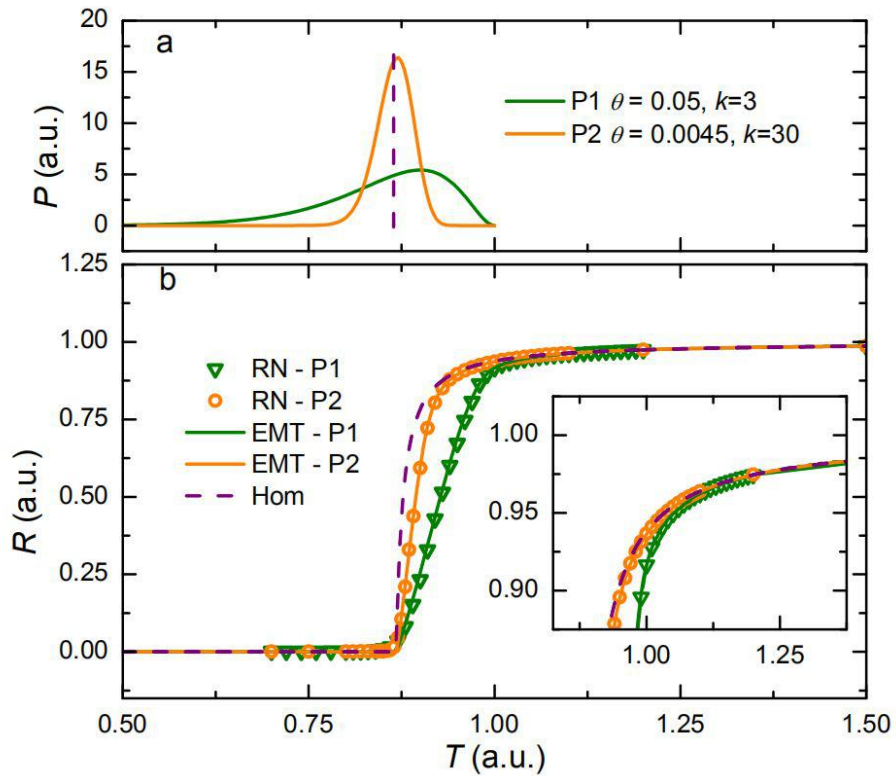 a
20
15
10
5
0
P (a.u.)
P1 θ = 0.05, k=3
P2 θ = 0.0045, k=30
b
1.25
1.00
0.75
0.50
0.25
0.00
R (a.u.)
RN - P1
RN - P2
EMT - P1
EMT - P2
Hom
1.00
0.95
0.90
1.00 1.25
0.50 0.75 1.00 1.25 1.50
T (a.u.)